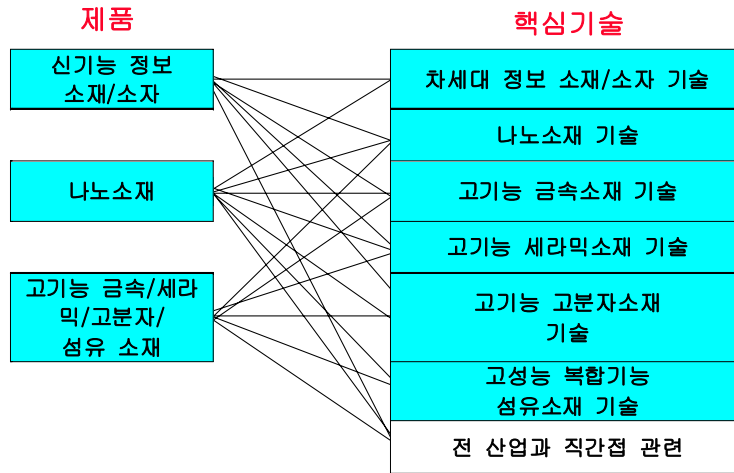 제품
신기능 정보
소재/소자
나노소재
고기능 금속/세라
믹/고분자/
섬유 소재
핵심기술
차세대 정보 소재/소자 기술
나노소재 기술
고기능 금속소재 기술
고기능 세라믹소재 기술
고기능 고분자소재
기술
고성능 복합기능
섬유소재 기술
전 산업과 직간접 관련